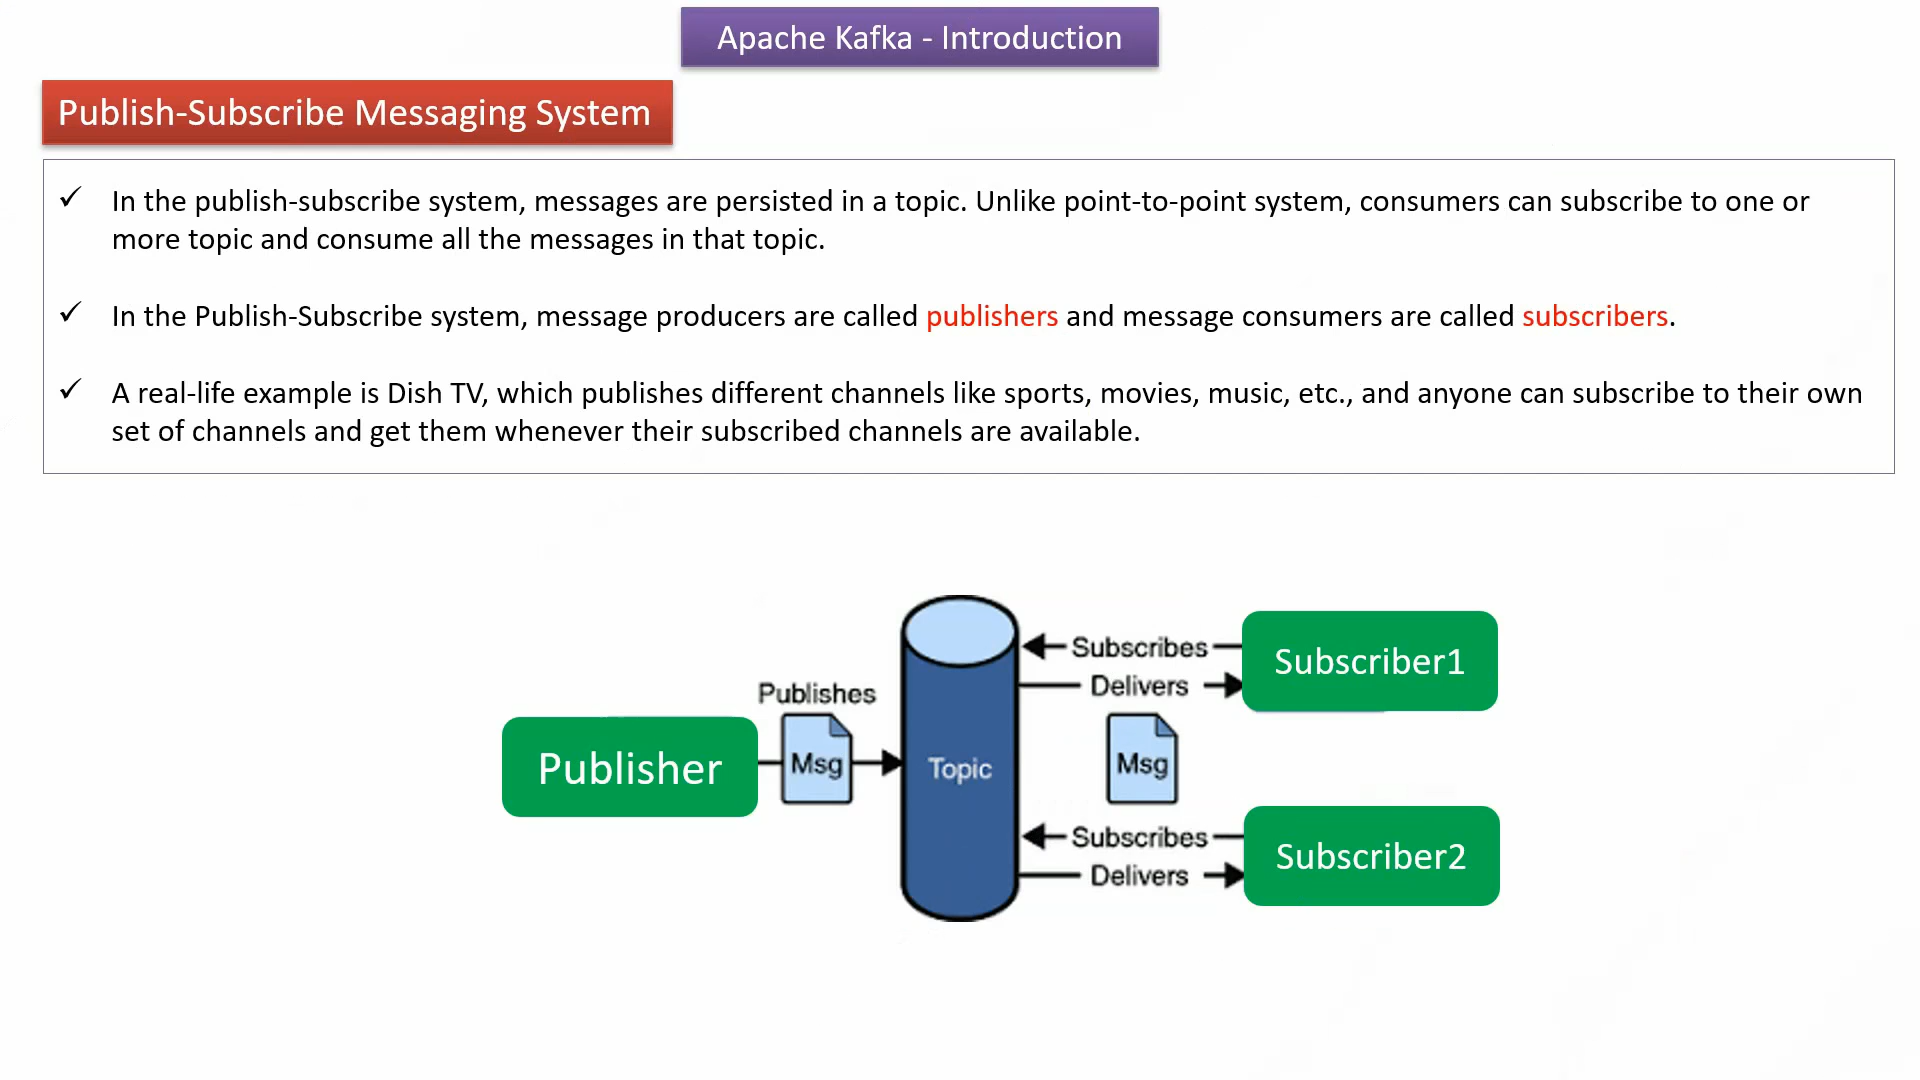 Apache Kafka - Introduction
Publish-Subscribe Messaging System
✓ In the publish-subscribe system, messages are persisted in a topic. Unlike point-to-point system, consumers can subscribe to one or
more topic and consume all the messages in that topic.
✓ In the Publish-Subscribe system, message producers are called publishers and message consumers are called subscribers.
✓ A real-life example is Dish TV, which publishes different channels like sports, movies, music, etc., and anyone can subscribe to their own
set of channels and get them whenever their subscribed channels are available.
Publisher
Publishes
Msg
Topic
Subscribes
Delivers
Subscriber1
Msg
Subscribes
Delivers
Subscriber2